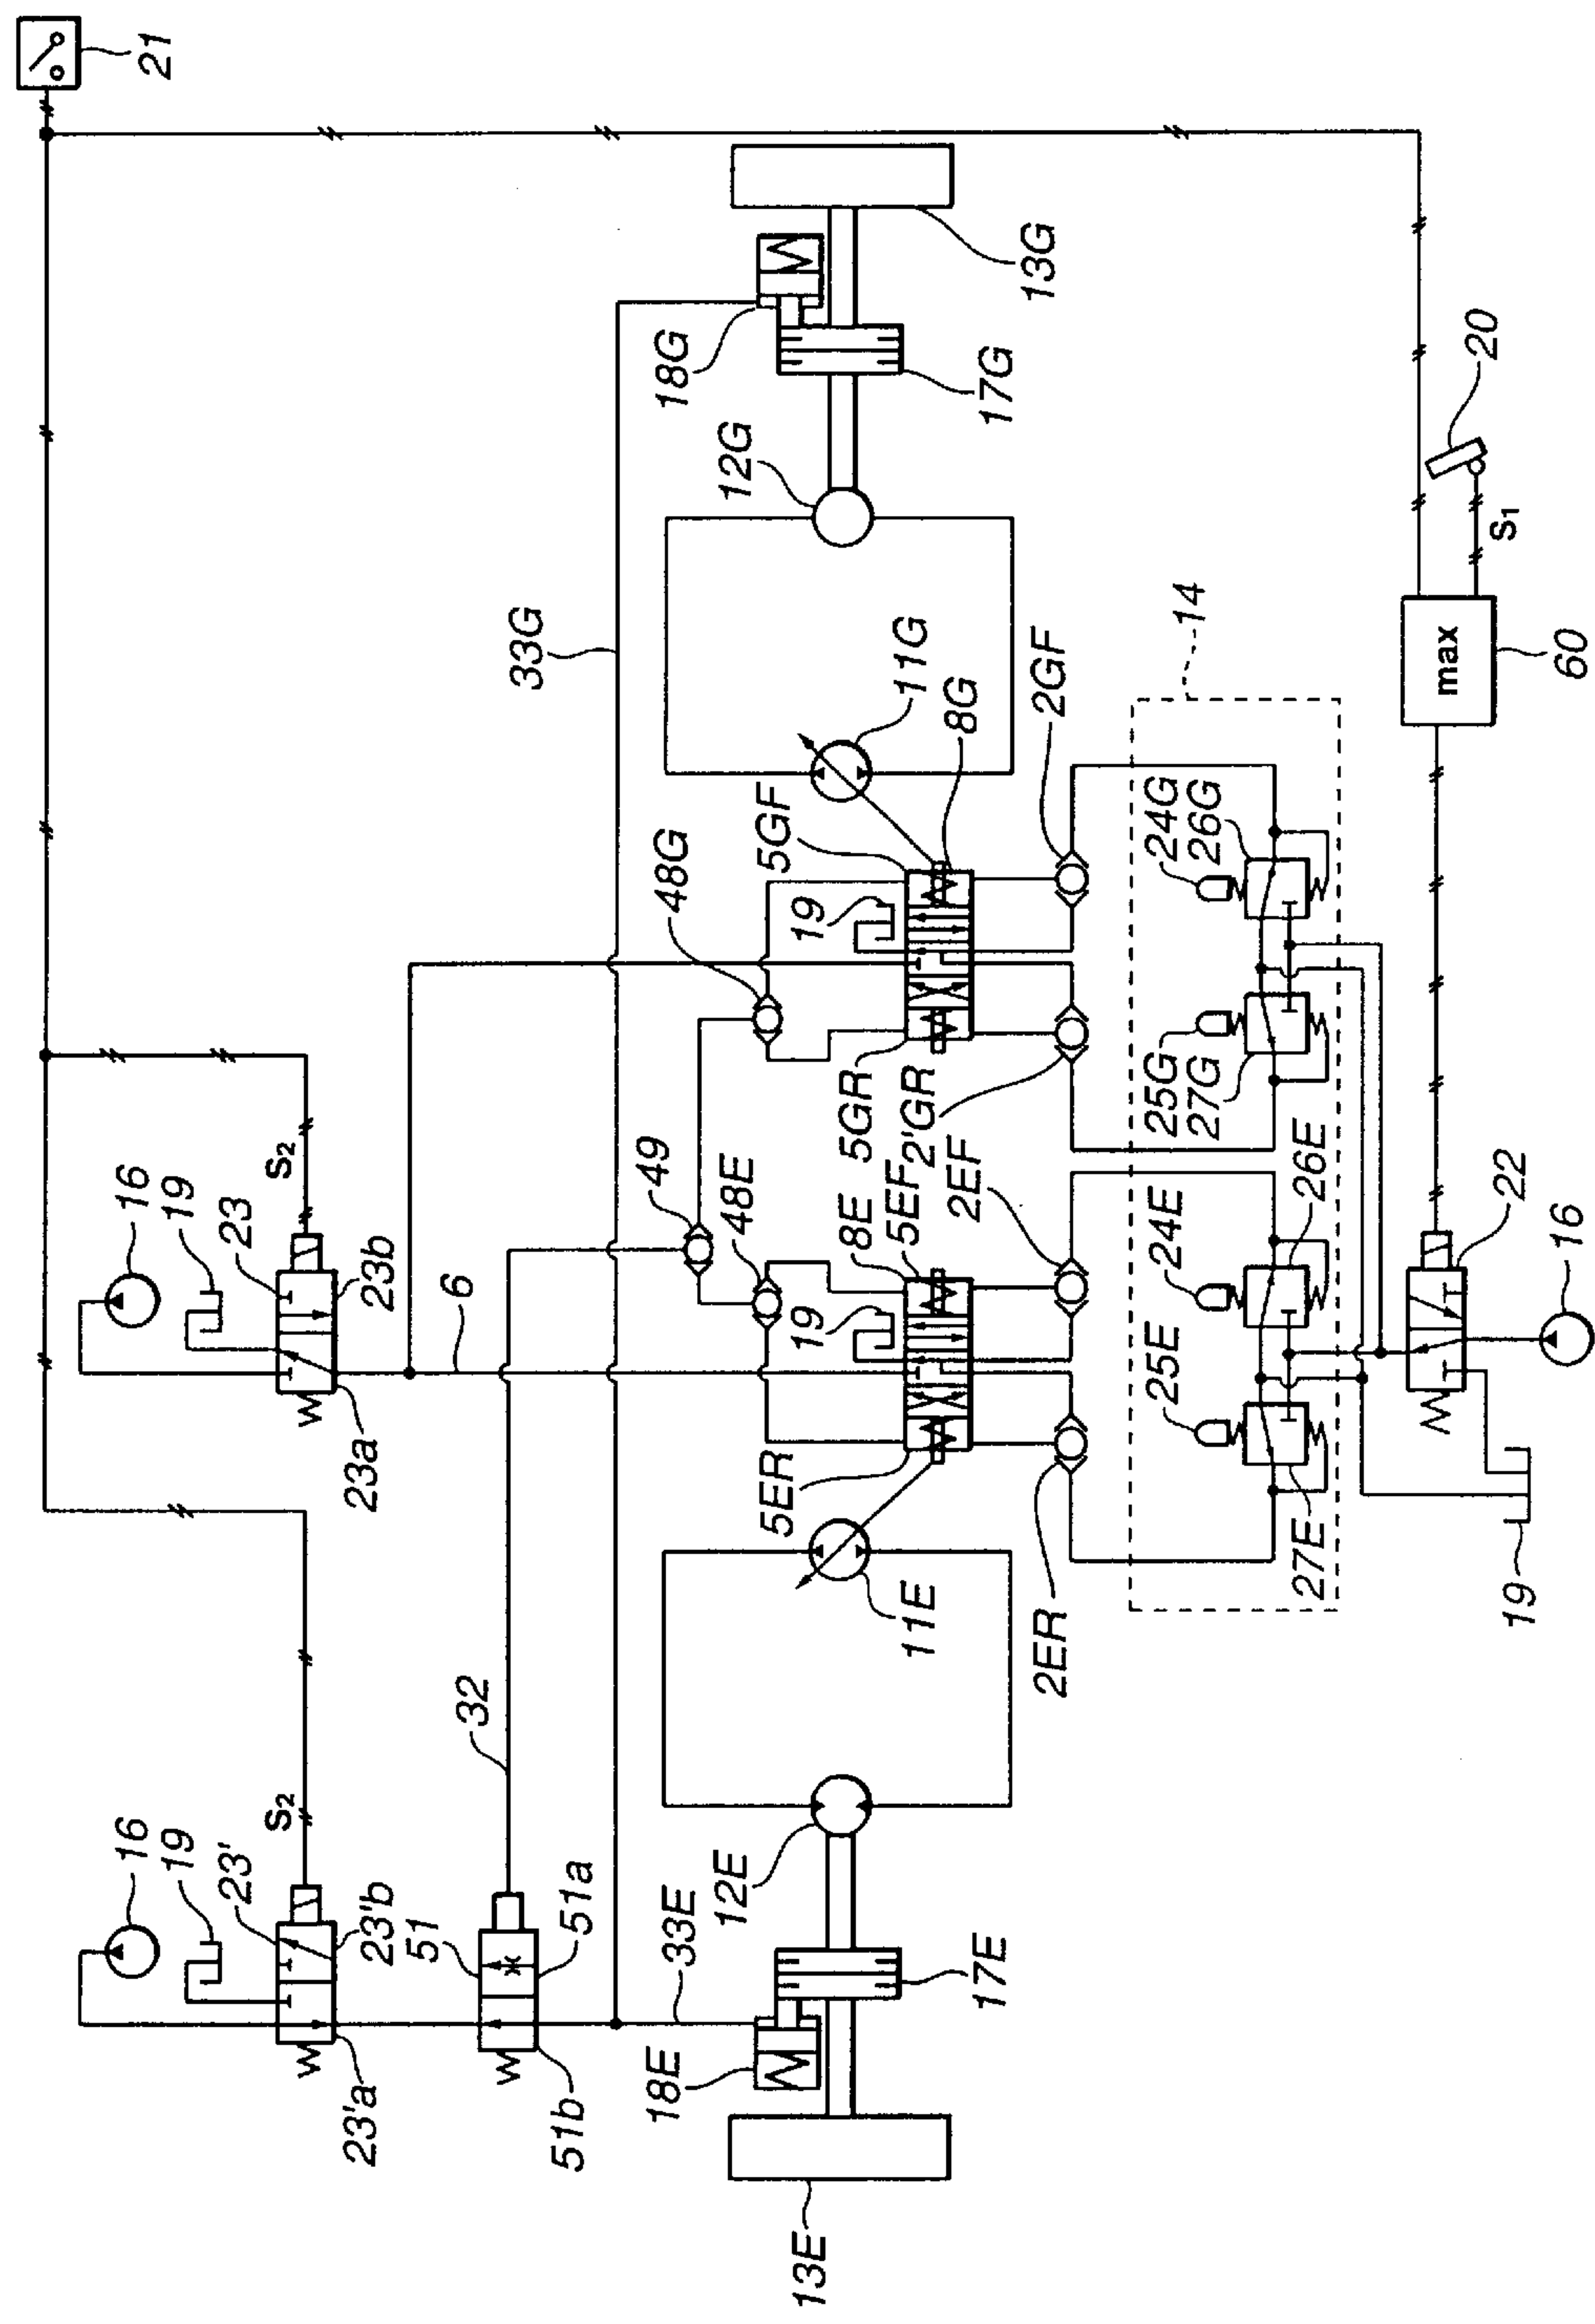 16
16
21
19
19
23'
23
S2
S2
23'a
23'b
23a
23b
51
6
32
33G
51b
51a
18E
33E
49
48G
18G
12E
48E
12G
5ER
5GF
13E
19
19
8E
5GR
5EF
11E
2'GR
11G
2EF
8G
17E
17G
2ER
2GF
13G
25E
24E
25G
24G
14
27G
26G
27E
26E
max
20
S1
22
19
16
60